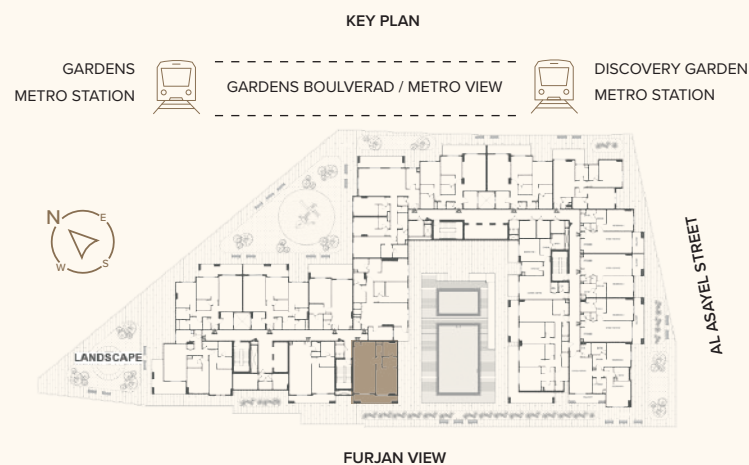 KEY PLAN
GARDENS
METRO STATION
GARDENS BOULVERAD / METRO VIEW
DISCOVERY GARDEN
METRO STATION
N
E
W
S
AL ASAYEL STREET
LANDSCAPE
FURJAN VIEW